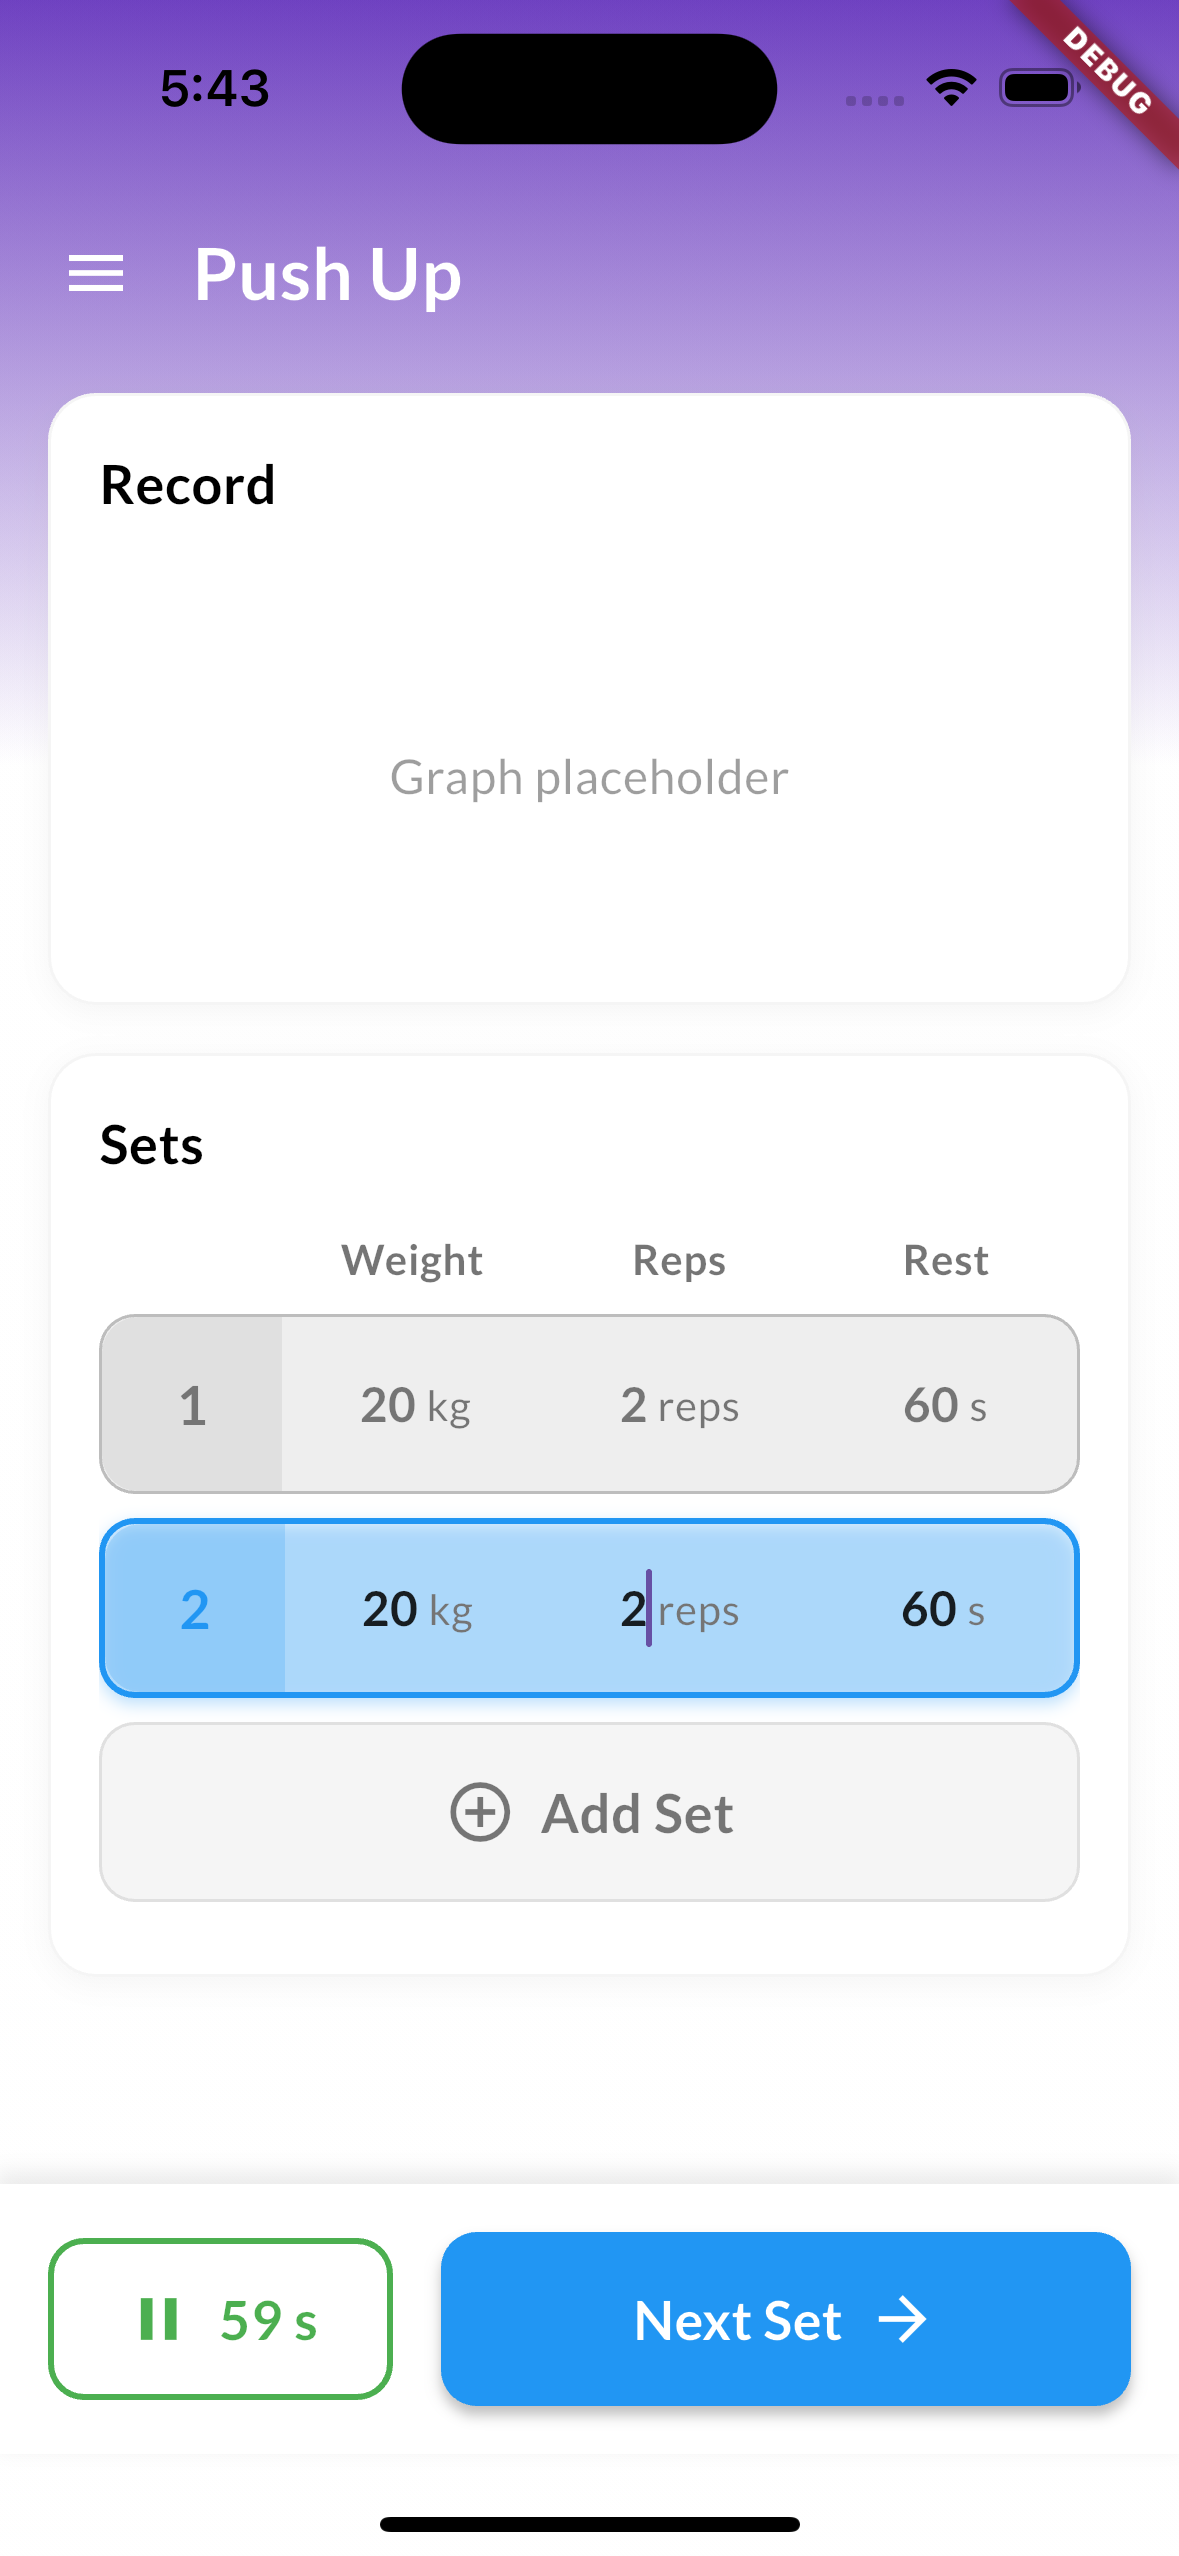 5:43
DEBUG
Push Up
Record
Graph placeholder
Sets
Weight Reps Rest
1 20 kg 2 reps 60 s
2 20 kg 2 reps 60 s
Add Set
59 s Next Set